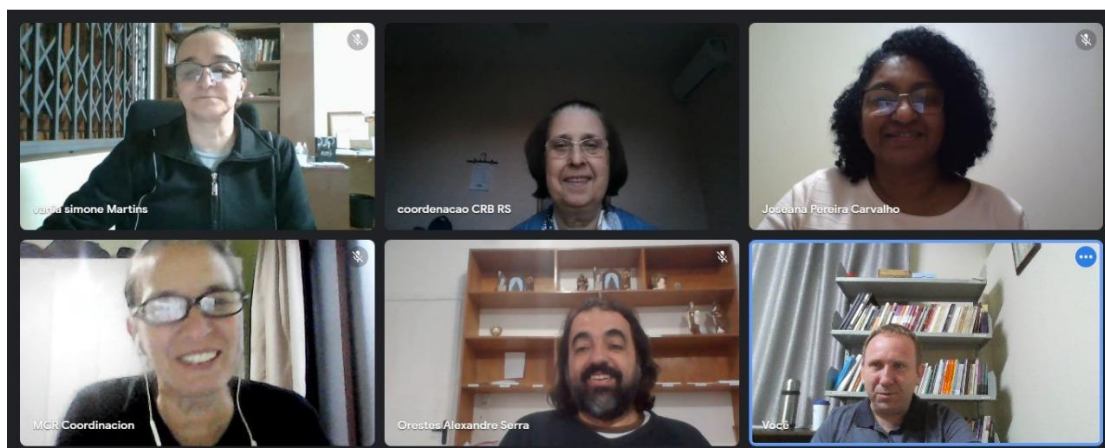 vania simone Martins
coordenacao CRB RS
Joseana Pereira Carvalho
MCR Coordinacion
Orestes Alexandre Serra
Você